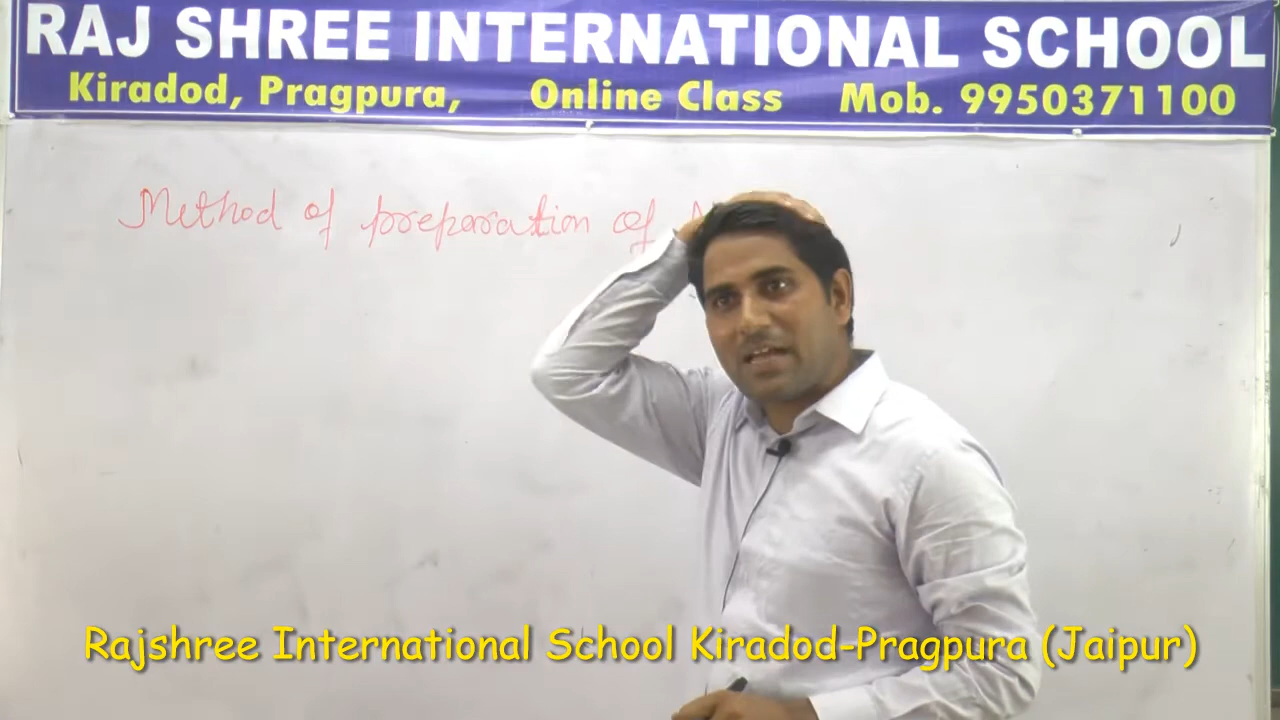 RAJ SHREE INTERNATIONAL SCHOOL
Kiradod, Pragpura, Online Class Mob. 9950371100
Method of preparation of
Rajshree International School Kiradod-Pragpura (Jaipur)